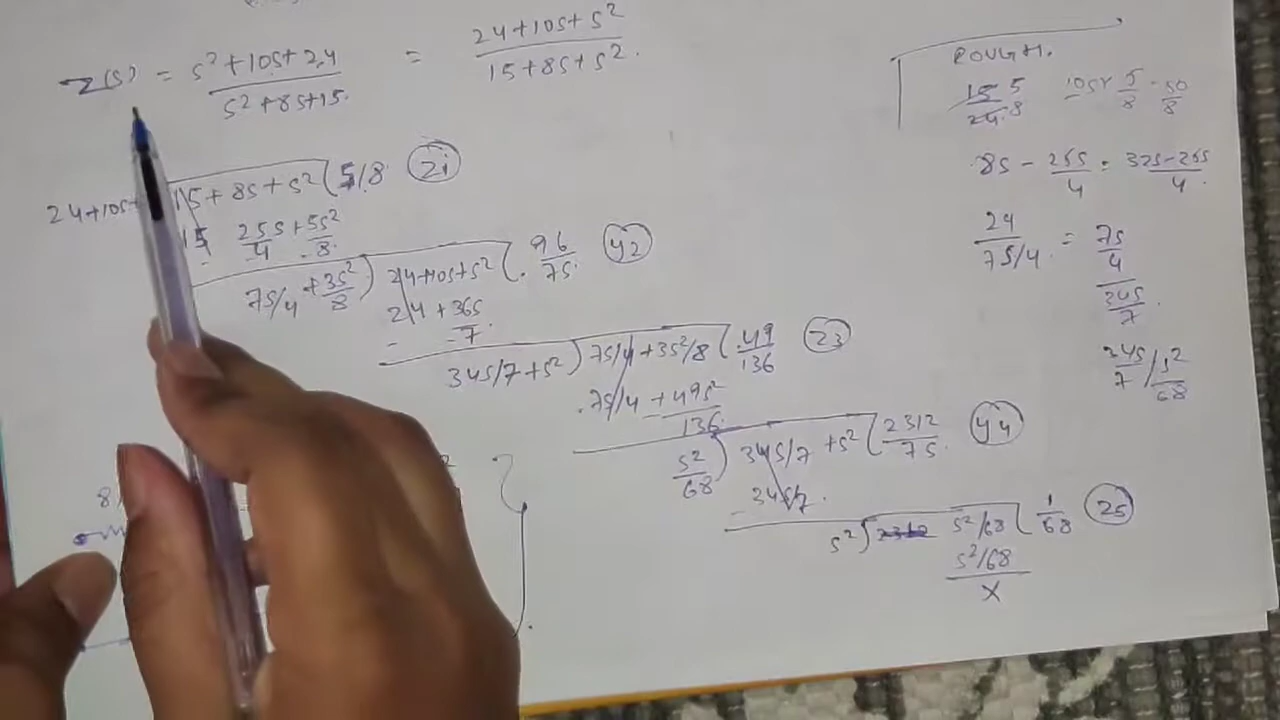 Z(s) = s² + 10s + 24 / s² + 8s + 15 = 24 + 10s + s² / 15 + 8s + s²
24 + 10s + ) 15 + 8s + s² ( 5/8 Z1
15 25s/4 + 5s²/8
7s/4 + 3s²/8 ) 24 + 10s + s² ( 96/7s Y2
24 + 36s/7
34s/7 + s² ) 7s/4 + 3s²/8 ( 49/136 Z3
7s/4 + 49s²/136
s²/68 ) 34s/7 + s² ( 2312/7s Y4
- 34s/7
s² ) s²/68 ( 1/68 Z5
s²/68
X
ROUGH.
15/24 5/8 10s x 5/8 = 50/8
8s - 25s/4 = 32s - 25s/4
24 / 7s/4 = 7s/4 / 34s/7
34s/7 / s²/68
8/